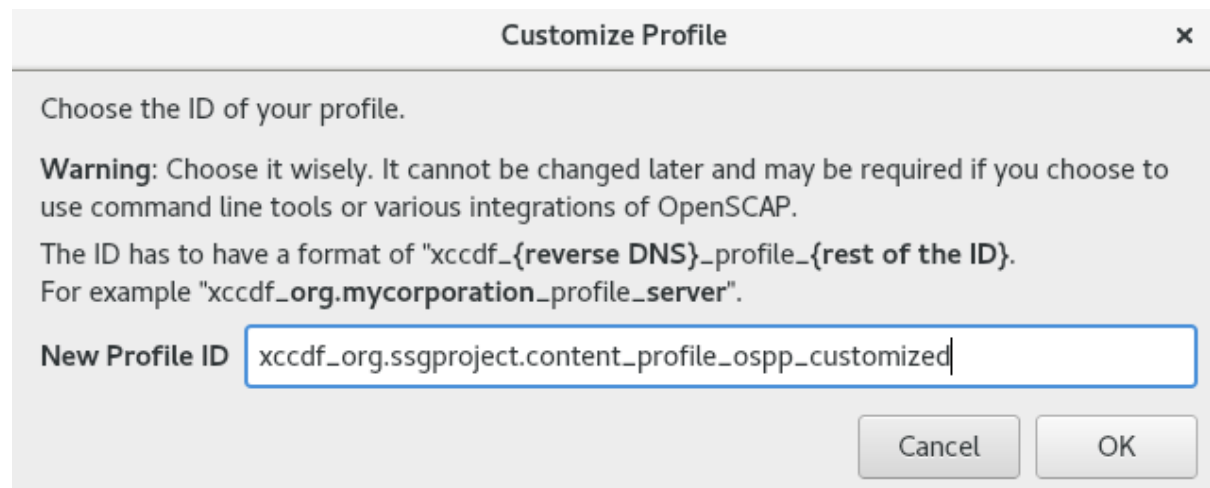 Customize Profile
Choose the ID of your profile.
Warning: Choose it wisely. It cannot be changed later and may be required if you choose to
use command line tools or various integrations of OpenSCAP.
The ID has to have a format of "xccdf_{reverse DNS}_profile_{rest of the ID}.
For example "xccdf_org.mycorporation_profile_server".
New Profile ID xccdf_org.ssgproject.content_profile_ospp_customized
Cancel OK